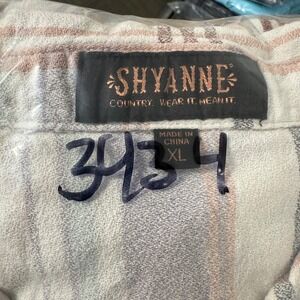 SHYANNE
COUNTRY. WEAR IT. MEAN IT.
MADE IN
CHINA
XL
3434